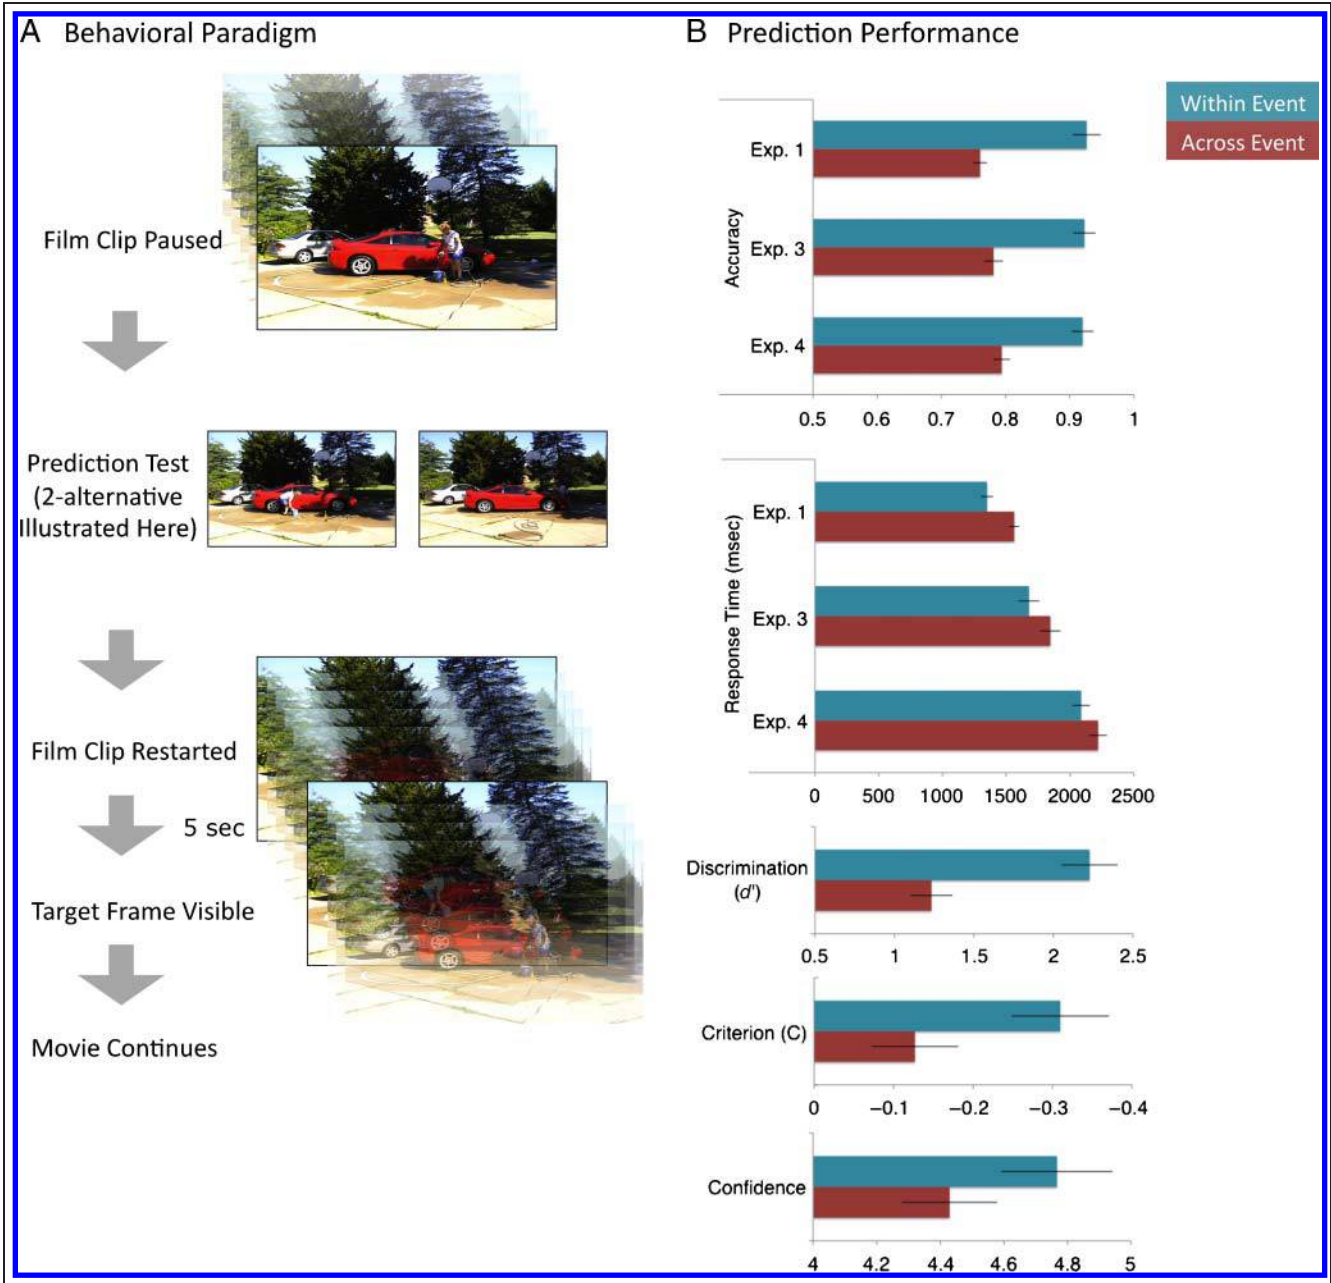 A Behavioral Paradigm
Film Clip Paused
Prediction Test
(2-alternative
Illustrated Here)
Film Clip Restarted
5 sec
Target Frame Visible
Movie Continues
B Prediction Performance
Within Event
Across Event
Accuracy
Exp. 1
Exp. 3
Exp. 4
0.5 0.6 0.7 0.8 0.9 1
Response Time (msec)
Exp. 1
Exp. 3
Exp. 4
0 500 1000 1500 2000 2500
Discrimination
(d')
0.5 1 1.5 2 2.5
Criterion (C)
0 −0.1 −0.2 −0.3 −0.4
Confidence
4 4.2 4.4 4.6 4.8 5